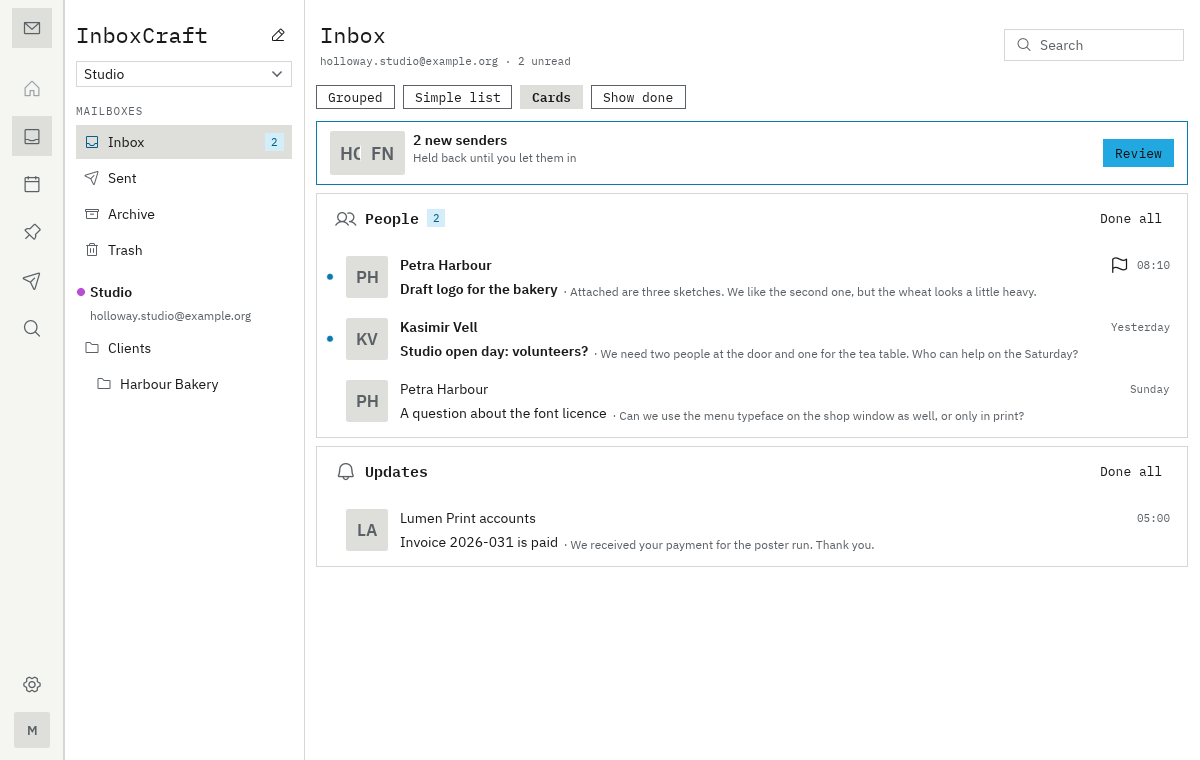 InboxCraft
Studio
MAILBOXES
Inbox 2
Sent
Archive
Trash
Studio
holloway.studio@example.org
Clients
Harbour Bakery
M
Inbox
holloway.studio@example.org · 2 unread
Search
Grouped Simple list Cards Show done
FN
2 new senders
Held back until you let them in
Review
People 2 Done all
PH
Petra Harbour 08:10
Draft logo for the bakery · Attached are three sketches. We like the second one, but the wheat looks a little heavy.
KV
Kasimir Vell Yesterday
Studio open day: volunteers? · We need two people at the door and one for the tea table. Who can help on the Saturday?
PH
Petra Harbour Sunday
A question about the font licence · Can we use the menu typeface on the shop window as well, or only in print?
Updates Done all
LA
Lumen Print accounts 05:00
Invoice 2026-031 is paid · We received your payment for the poster run. Thank you.